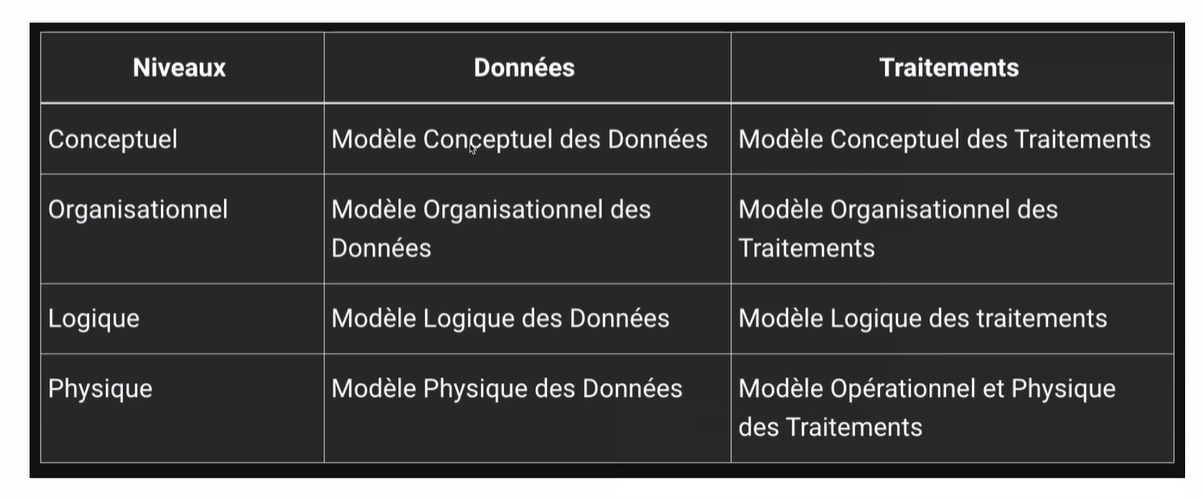 Niveaux
Données
Traitements
Conceptuel
Modèle Conceptuel des Données
Modèle Conceptuel des Traitements
Organisationnel
Modèle Organisationnel des
Données
Modèle Organisationnel des
Traitements
Logique
Modèle Logique des Données
Modèle Logique des traitements
Physique
Modèle Physique des Données
Modèle Opérationnel et Physique
des Traitements